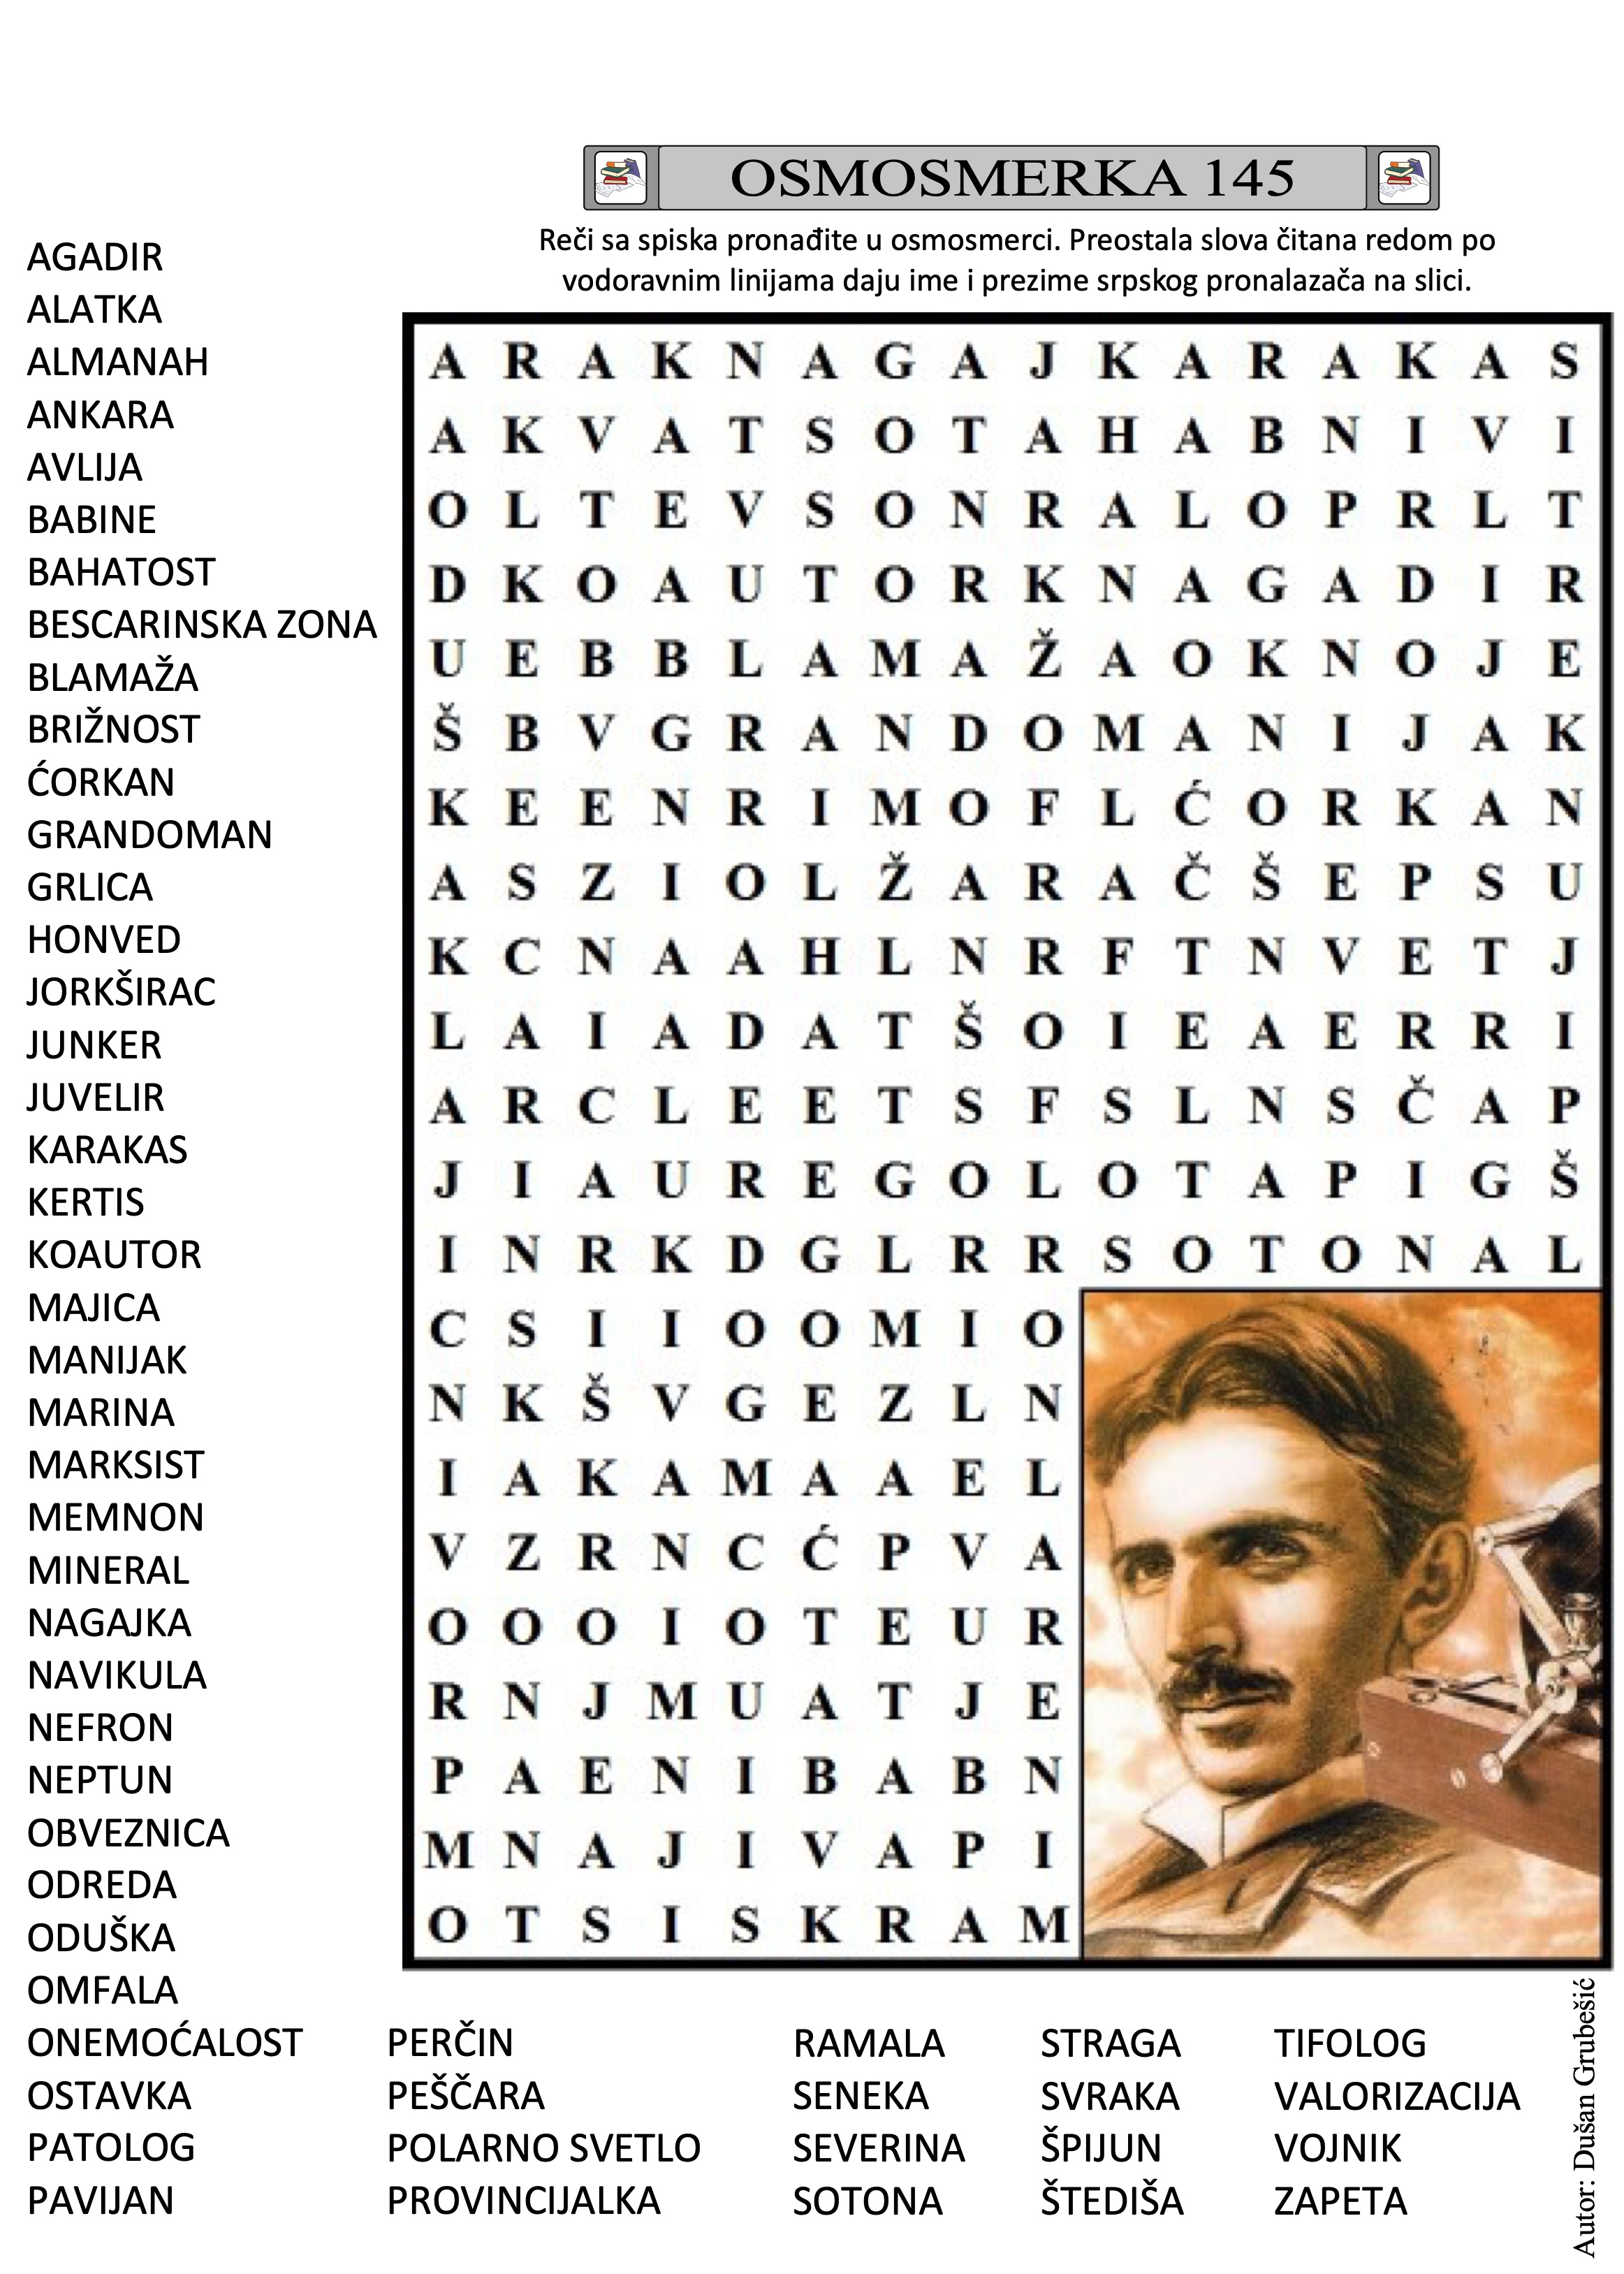 OSMOSMERKA 145
Reči sa spiska pronađite u osmosmerci. Preostala slova čitana redom po
vodoravnim linijama daju ime i prezime srpskog pronalazača na slici.
AGADIR
ALATKA
ALMANAH
ANKARA
AVLIJA
BABINE
BAHATOST
BESCARINSKA ZONA
BLAMAŽA
BRIŽNOST
ĆORKAN
GRANDOMAN
GRLICA
HONVED
JORKŠIRAC
JUNKER
JUVELIR
KARAKAS
KERTIS
KOAUTOR
MAJICA
MANIJAK
MARINA
MARKSIST
MEMNON
MINERAL
NAGAJKA
NAVIKULA
NEFRON
NEPTUN
OBVEZNICA
ODREDA
ODUŠKA
OMFALA
ONEMOĆALOST
OSTAVKA
PATOLOG
PAVIJAN
A R A K N A G A J K A R A K A S
A K V A T S O T A H A B N I V I
O L T E V S O N R A L O P R L T
D K O A U T O R K N A G A D I R
U E B B L A M A Ž A O K N O J E
Š B V G R A N D O M A N I J A K
K E E N R I M O F L Ć O R K A N
A S Z I O L Ž A R A Č Š E P S U
K C N A A H L N R F T N V E T J
L A I A D A T Š O I E A E R R I
A R C L E E T S F S L N S Č A P
J I A U R E G O L O T A P I G Š
I N R K D G L R R S O T O N A L
C S I I O O M I O
N K Š V G E Z L N
I A K A M A A E L
V Z R N C Ć P V A
O O O I O T E U R
R N J M U A T J E
P A E N I B A B N
M N A J I V A P I
O T S I S K R A M
PERČIN
PEŠČARA
POLARNO SVETLO
PROVINCIJALKA
RAMALA
SENEKA
SEVERINA
SOTONA
STRAGA
SVRAKA
ŠPIJUN
ŠTEDIŠA
TIFOLOG
VALORIZACIJA
VOJNIK
ZAPETA
Autor: Dušan Grubešić